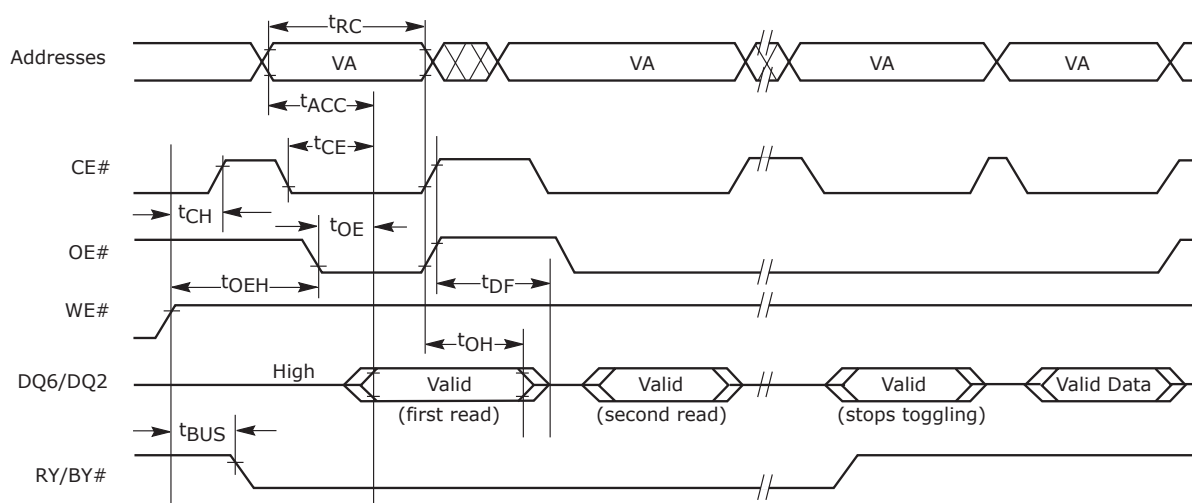 tRC
Addresses VA VA VA VA
tACC
tCE
CE#
tCH
tOE
OE#
tOEH
tDF
WE#
tOH
High
DQ6/DQ2 Valid Valid Valid Valid Data
(first read) (second read) (stops toggling)
tBUS
RY/BY#